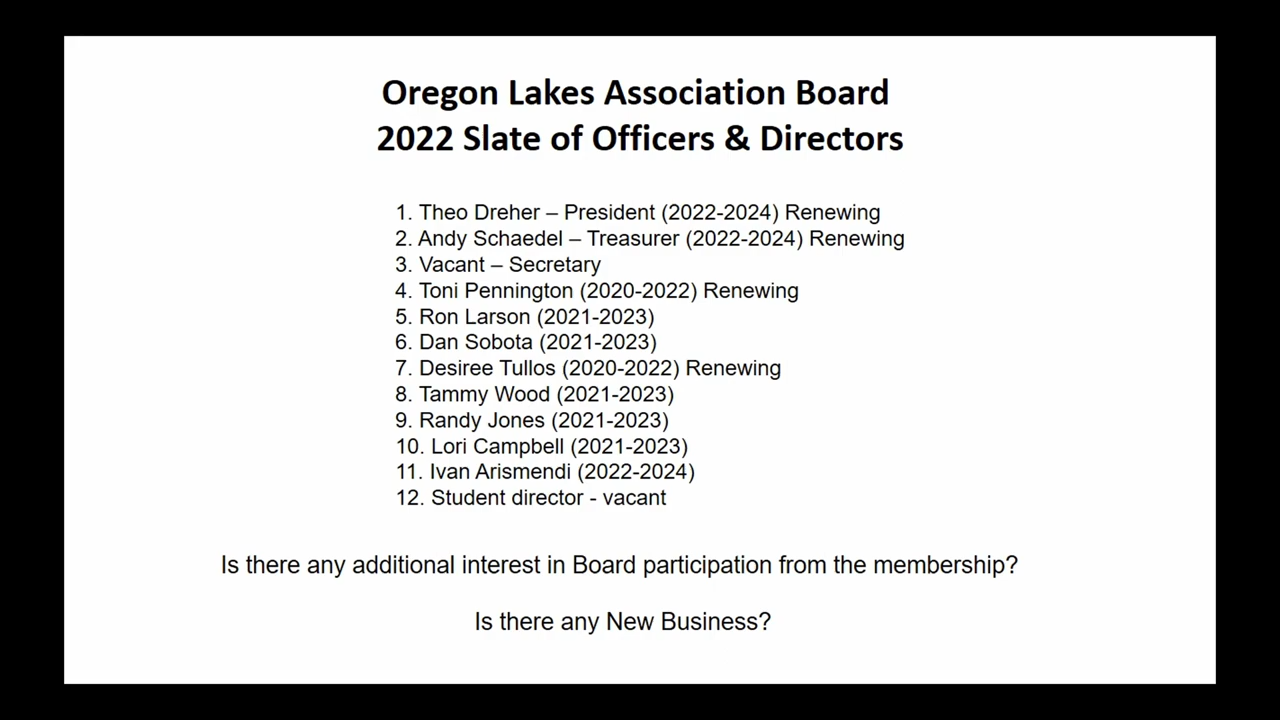 Oregon Lakes Association Board
2022 Slate of Officers & Directors
1. Theo Dreher – President (2022-2024) Renewing
2. Andy Schaedel – Treasurer (2022-2024) Renewing
3. Vacant – Secretary
4. Toni Pennington (2020-2022) Renewing
5. Ron Larson (2021-2023)
6. Dan Sobota (2021-2023)
7. Desiree Tullos (2020-2022) Renewing
8. Tammy Wood (2021-2023)
9. Randy Jones (2021-2023)
10. Lori Campbell (2021-2023)
11. Ivan Arismendi (2022-2024)
12. Student director - vacant
Is there any additional interest in Board participation from the membership?
Is there any New Business?